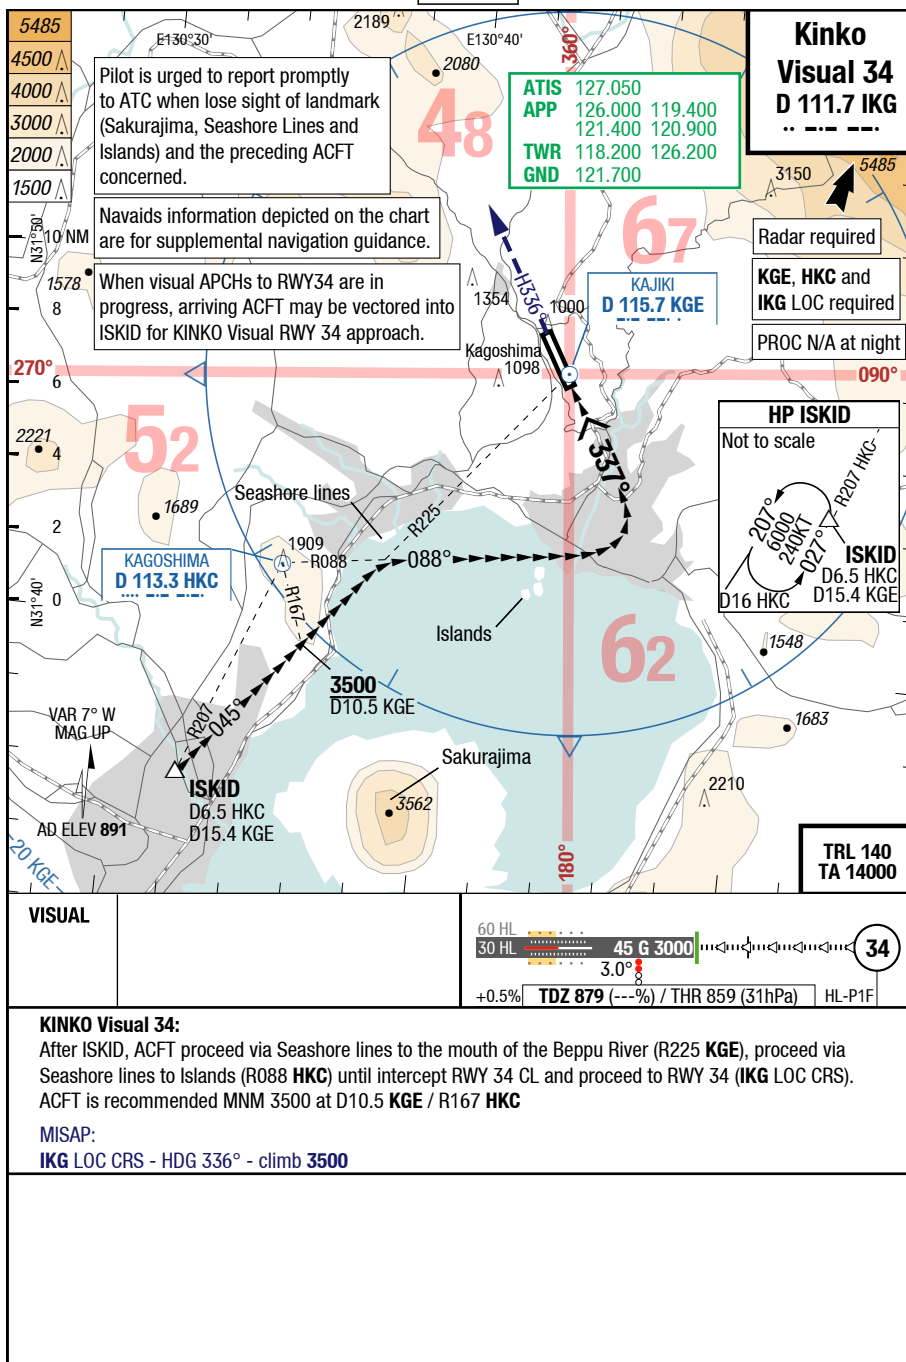 5485
4500
4000
3000
2000
1500
Kinko
Visual 34
D 111.7 IKG
E130°30'
2189
E130°40'
360°
2080
48
Pilot is urged to report promptly
to ATC when lose sight of landmark
(Sakurajima, Seashore Lines and
Islands) and the preceding ACFT
concerned.
ATIS 127.050
APP 126.000 119.400
121.400 120.900
TWR 118.200 126.200
GND 121.700
3150
5485
Navaids information depicted on the chart
are for supplemental navigation guidance.
67
Radar required
N31°50'
10 NM
1578
When visual APCHs to RWY34 are in
progress, arriving ACFT may be vectored into
ISKID for KINKO Visual RWY 34 approach.
KGE, HKC and
IKG LOC required
PROC N/A at night
H336°
1354
1000
KAJIKI
D 115.7 KGE
8
Kagoshima
1098
270°
090°
6
52
2221
4
337°
HP ISKID
Not to scale
R207 HKC
207°
6000
240KT
027°
ISKID
D6.5 HKC
D15.4 KGE
D16 HKC
1689
Seashore lines
R225
2
1909
R088
088°
KAGOSHIMA
D 113.3 HKC
R167
N31°40'
0
Islands
62
1548
3500
D10.5 KGE
1683
VAR 7° W
MAG UP
R207
045°
Sakurajima
ISKID
D6.5 HKC
D15.4 KGE
3562
2210
AD ELEV 891
20 KGE
180°
TRL 140
TA 14000
VISUAL
60 HL
30 HL
45 G 3000
34
3.0°
+0.5%
TDZ 879 (---%) / THR 859 (31hPa)
HL-P1F
KINKO Visual 34:
After ISKID, ACFT proceed via Seashore lines to the mouth of the Beppu River (R225 KGE), proceed via
Seashore lines to Islands (R088 HKC) until intercept RWY 34 CL and proceed to RWY 34 (IKG LOC CRS).
ACFT is recommended MNM 3500 at D10.5 KGE / R167 HKC
MISAP:
IKG LOC CRS - HDG 336° - climb 3500